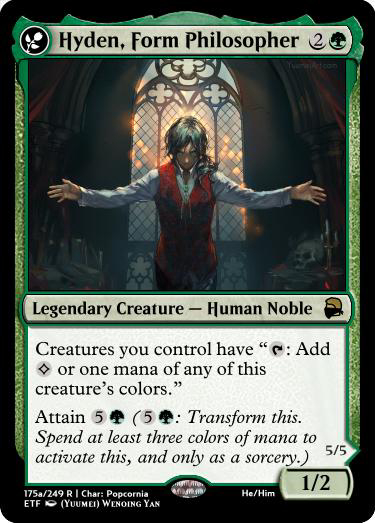 Hyden, Form Philosopher 2
YuumeiArt.com
Legendary Creature — Human Noble
Creatures you control have “: Add
or one mana of any of this
creature's colors.”
Attain 5 ( 5 : Transform this.
Spend at least three colors of mana to
activate this, and only as a sorcery.)
5/5
1/2
175a/249 R | Char: Popcornia
He/Him
ETF (Yuumei) Wenqing Yan